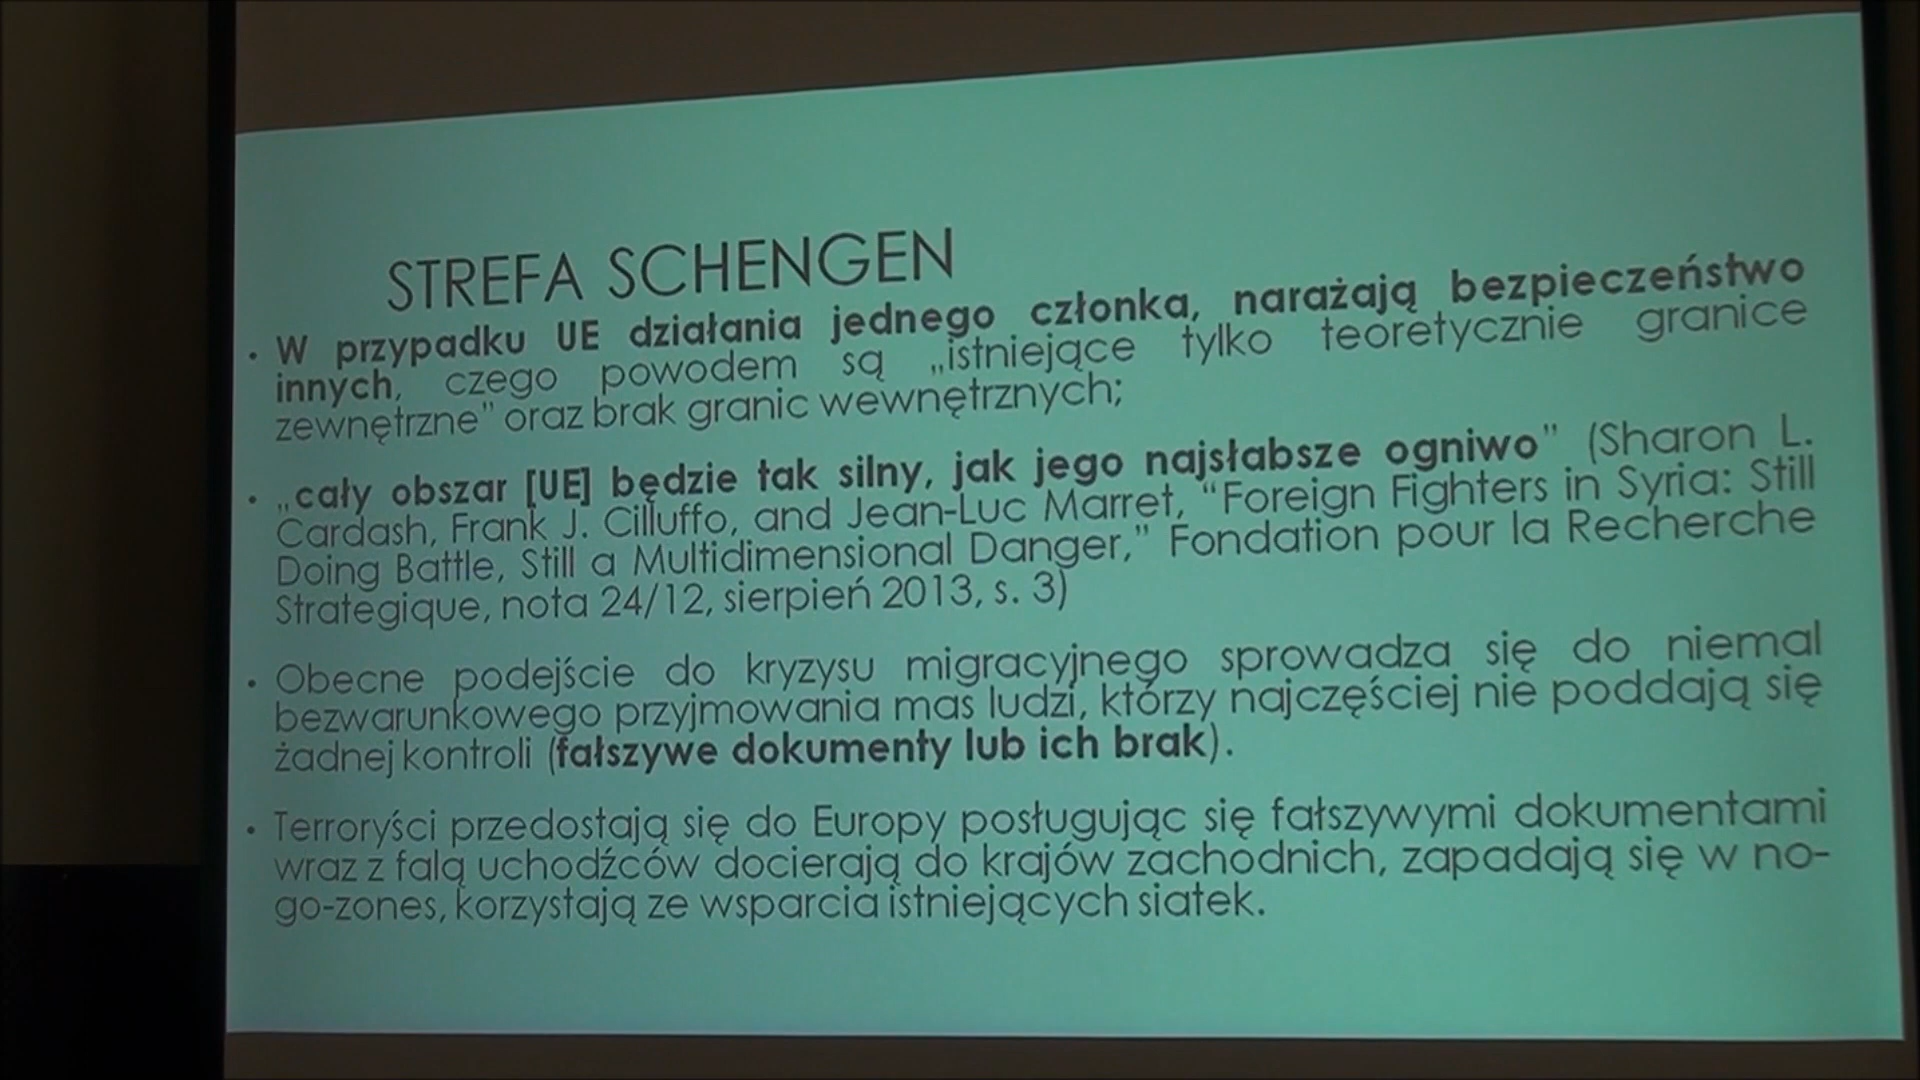 STREFA SCHENGEN
• W przypadku UE działania jednego członka, narażają bezpieczeństwo
innych, czego powodem są „istniejące tylko teoretycznie granice
zewnętrzne” oraz brak granic wewnętrznych;
• „cały obszar [UE] będzie tak silny, jak jego najsłabsze ogniwo” (Sharon L.
Cardash, Frank J. Cilluffo, and Jean-Luc Marret, “Foreign Fighters in Syria: Still
Doing Battle, Still a Multidimensional Danger,” Fondation pour la Recherche
Strategique, nota 24/12, sierpień 2013, s. 3)
• Obecne podejście do kryzysu migracyjnego sprowadza się do niemal
bezwarunkowego przyjmowania mas ludzi, którzy najczęściej nie poddają się
żadnej kontroli (fałszywe dokumenty lub ich brak).
• Terroryści przedostają się do Europy posługując się fałszywymi dokumentami
wraz z falą uchodźców docierają do krajów zachodnich, zapadają się w no-
go-zones, korzystają ze wsparcia istniejących siatek.